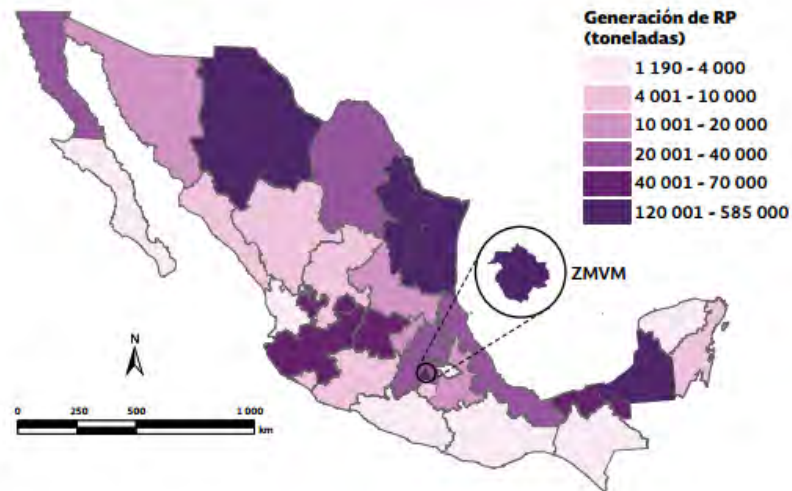 Generación de RP
(toneladas)
1 190 - 4 000
4 001 - 10 000
10 001 - 20 000
20 001 - 40 000
40 001 - 70 000
120 001 - 585 000
ZMVM
N
0 250 500 1 000
km